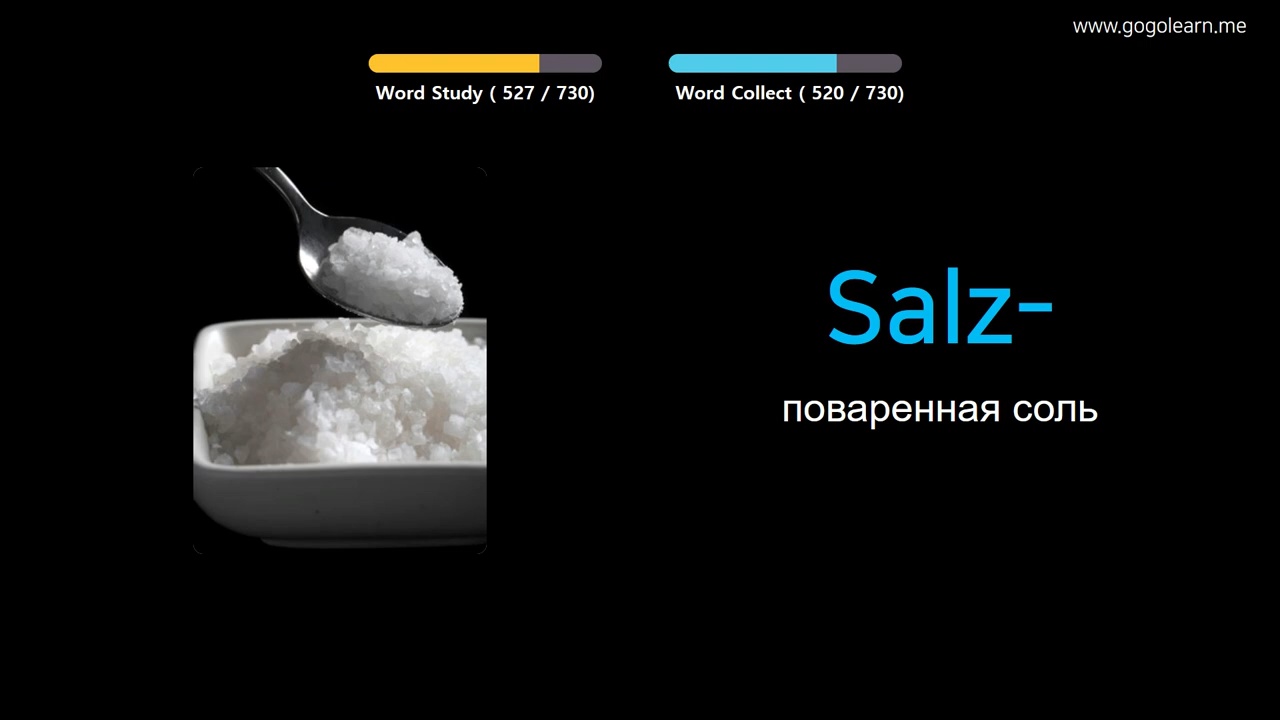 www.gogolearn.me
Word Study ( 527 / 730)
Word Collect ( 520 / 730)
Salz-
поваренная соль